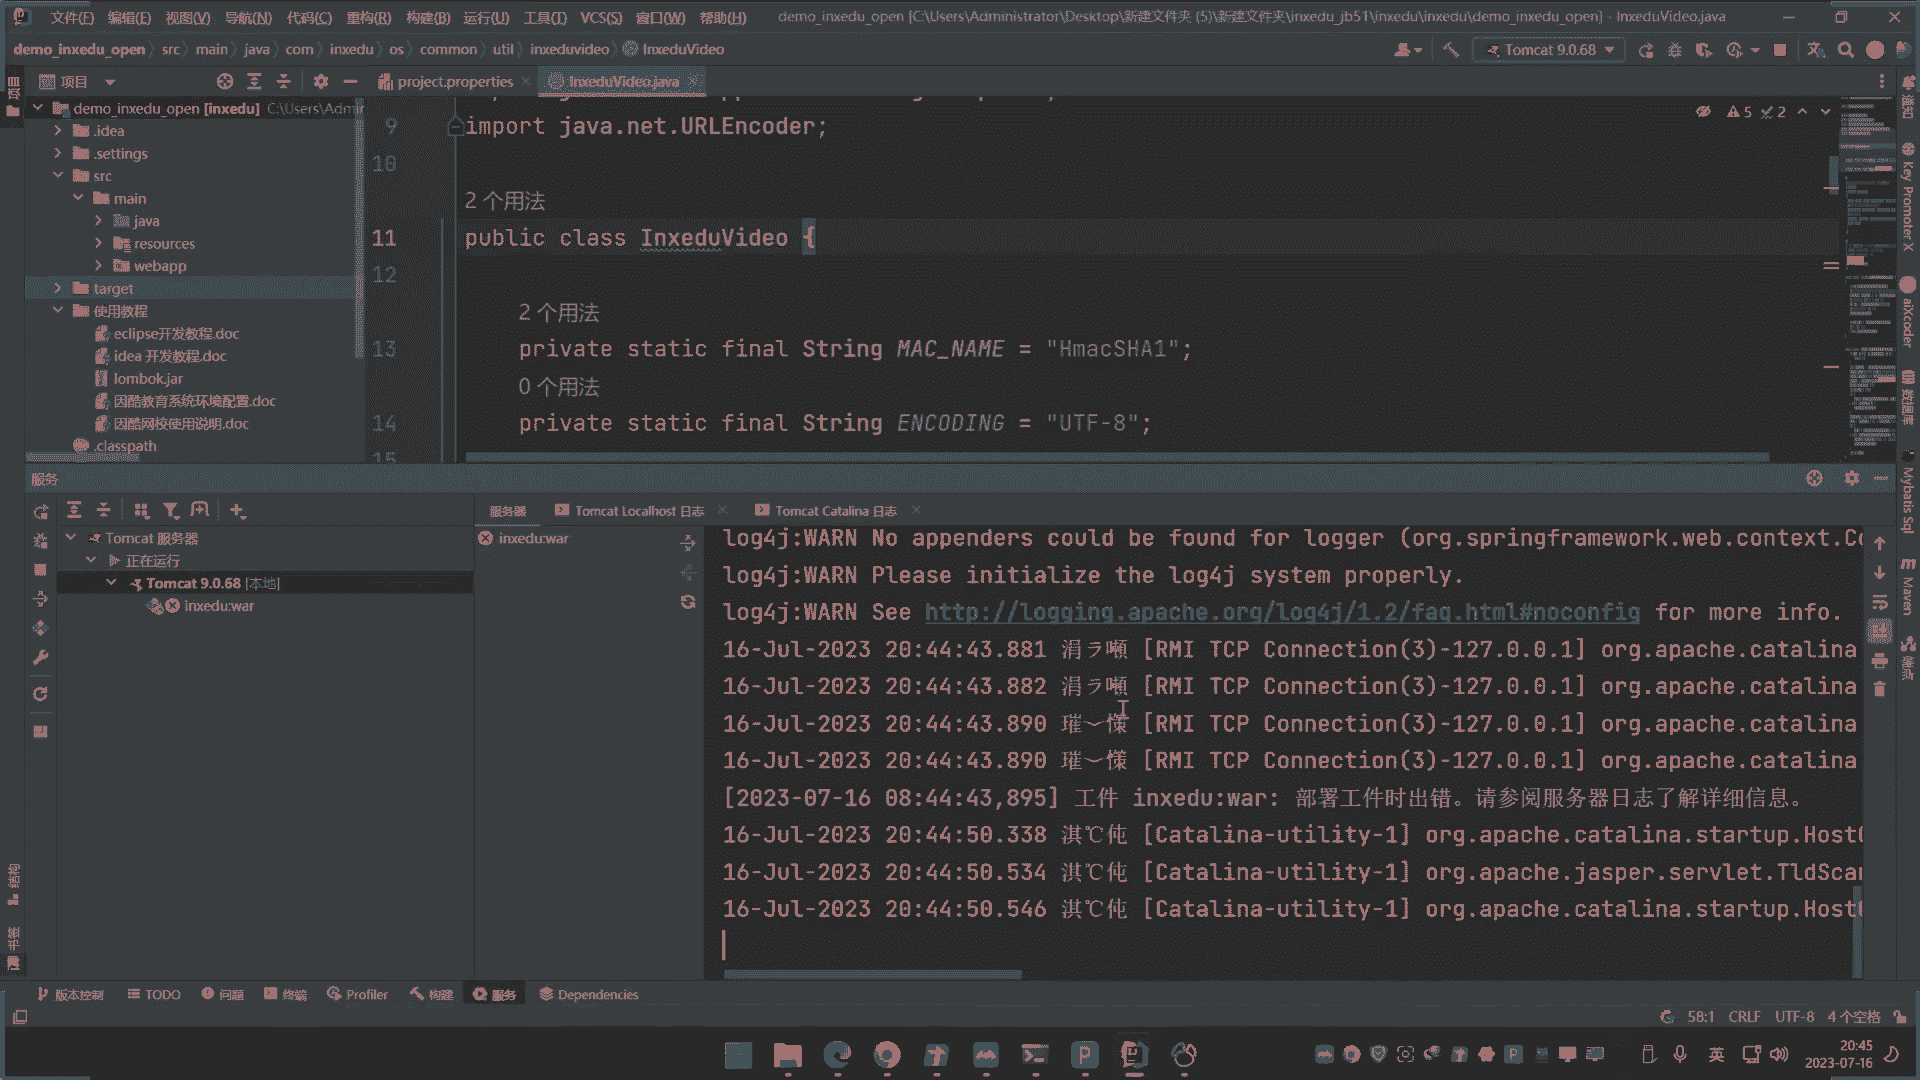 文件(F) 编辑(E) 视图(V) 导航(N) 代码(C) 重构(R) 构建(B) 运行(U) 工具(T) VCS(S) 窗口(W) 帮助(H) demo_inxedu_open [C:\Users\Administrator\Desktop\新建文件夹 (5)\新建文件夹\inxedu_jb51\inxedu\inxedu\demo_inxedu_open] - InxeduVideo.java
demo_inxedu_open src main java com inxedu os common util inxeduvideo InxeduVideo Tomcat 9.0.68
项目 project.properties InxeduVideo.java
demo_inxedu_open [inxedu] C:\Users\Admir
.idea
.settings
src
main
java
resources
webapp
target
使用教程
eclipse开发教程.doc
idea 开发教程.doc
lombok.jar
因酷教育系统环境配置.doc
因酷网校使用说明.doc
.classpath
5 2
9 import java.net.URLEncoder;
10
2 个用法
11 public class InxeduVideo {
12
2 个用法
13 private static final String MAC_NAME = "HmacSHA1";
0 个用法
14 private static final String ENCODING = "UTF-8";
15
项目
通知
Key Promoter X
aiXcoder
数据库
Mybatis Sql
Maven
结构
书签
服务
服务器 Tomcat Localhost 日志 Tomcat Catalina 日志
Tomcat 服务器
正在运行
Tomcat 9.0.68 [本地]
inxedu:war
inxedu:war
log4j:WARN No appenders could be found for logger (org.springframework.web.context.Co
log4j:WARN Please initialize the log4j system properly.
log4j:WARN See http://logging.apache.org/log4j/1.2/faq.html#noconfig for more info.
16-Jul-2023 20:44:43.881 [RMI TCP Connection(3)-127.0.0.1] org.apache.catalina
16-Jul-2023 20:44:43.882 [RMI TCP Connection(3)-127.0.0.1] org.apache.catalina
16-Jul-2023 20:44:43.890 [RMI TCP Connection(3)-127.0.0.1] org.apache.catalina
16-Jul-2023 20:44:43.890 [RMI TCP Connection(3)-127.0.0.1] org.apache.catalina
[2023-07-16 08:44:43,895] 工件 inxedu:war: 部署工件时出错。请参阅服务器日志了解详细信息。
16-Jul-2023 20:44:50.338 淇℃伅 [Catalina-utility-1] org.apache.catalina.startup.Host
16-Jul-2023 20:44:50.534 淇℃伅 [Catalina-utility-1] org.apache.jasper.servlet.TldScan
16-Jul-2023 20:44:50.546 淇℃伅 [Catalina-utility-1] org.apache.catalina.startup.Host
版本控制 TODO 问题 终端 Profiler 构建 服务 Dependencies
58:1 CRLF UTF-8 4 个空格
英 20:45
2023-07-16